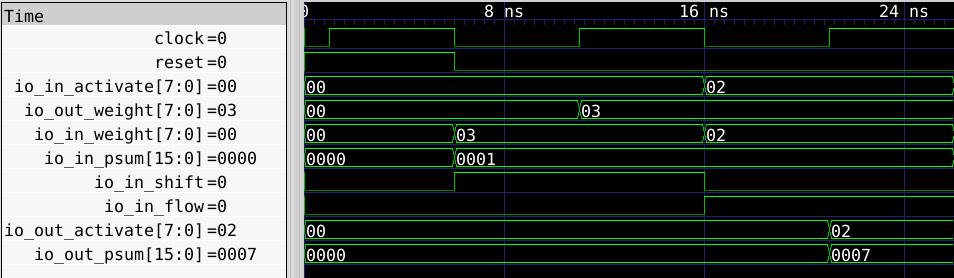 Time
0 8 ns 16 ns 24 ns
clock=0
reset=0
io_in_activate[7:0]=00 00 02
io_out_weight[7:0]=03 00 03
io_in_weight[7:0]=00 00 03 02
io_in_psum[15:0]=0000 0000 0001
io_in_shift=0
io_in_flow=0
io_out_activate[7:0]=02 00 02
io_out_psum[15:0]=0007 0000 0007